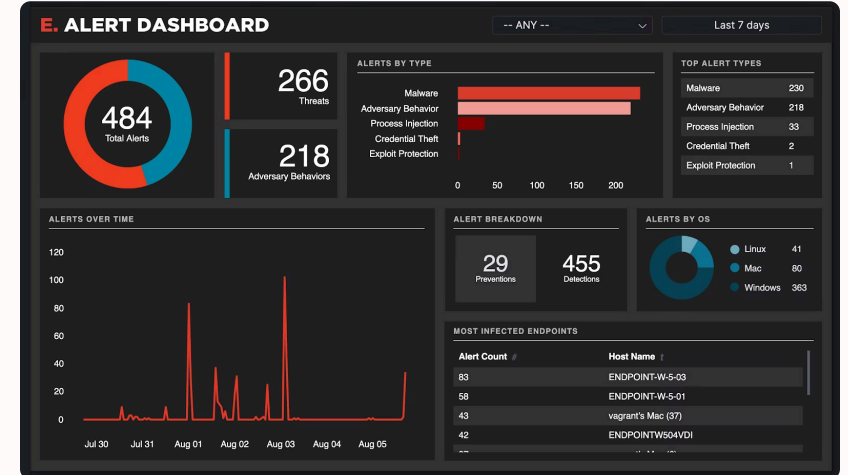 E. ALERT DASHBOARD
-- ANY --
Last 7 days
484
Total Alerts
266
Threats
218
Adversary Behaviors
ALERTS BY TYPE
Malware
Adversary Behavior
Process Injection
Credential Theft
Exploit Protection
0 50 100 150 200
TOP ALERT TYPES
Malware 230
Adversary Behavior 218
Process Injection 33
Credential Theft 2
Exploit Protection 1
ALERTS OVER TIME
120
100
80
60
40
20
0
Jul 30 Jul 31 Aug 01 Aug 02 Aug 03 Aug 04 Aug 05
ALERT BREAKDOWN
29
Preventions
455
Detections
ALERTS BY OS
Linux 41
Mac 80
Windows 363
MOST INFECTED ENDPOINTS
Alert Count Host Name
83 ENDPOINT-W-5-03
58 ENDPOINT-W-5-01
43 vagrant's Mac (37)
42 ENDPOINTW504VDI